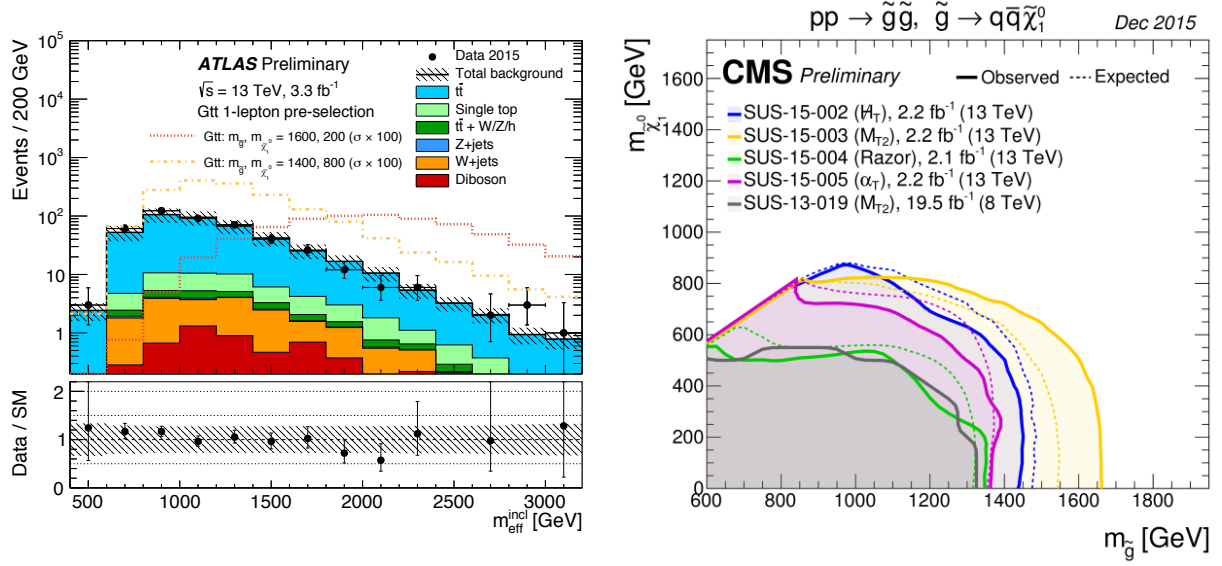 Events / 200 GeV
10⁵
10⁴
10³
10²
10
1
ATLAS Preliminary
√s = 13 TeV, 3.3 fb⁻¹
Gtt 1-lepton pre-selection
Gtt: m_g̃, m_χ̃₁⁰ = 1600, 200 (σ × 100)
Gtt: m_g̃, m_χ̃₁⁰ = 1400, 800 (σ × 100)
Data 2015
Total background
tt̄
Single top
tt̄ + W/Z/h
Z+jets
W+jets
Diboson
Data / SM
2
1
0
500 1000 1500 2000 2500 3000
m_eff^incl [GeV]
pp → g̃g̃, g̃ → qq̄χ̃₁⁰ Dec 2015
m_χ̃₁⁰ [GeV]
1600
1400
1200
1000
800
600
400
200
0
CMS Preliminary
Observed Expected
SUS-15-002 (H̸_T), 2.2 fb⁻¹ (13 TeV)
SUS-15-003 (M_T2), 2.2 fb⁻¹ (13 TeV)
SUS-15-004 (Razor), 2.1 fb⁻¹ (13 TeV)
SUS-15-005 (α_T), 2.2 fb⁻¹ (13 TeV)
SUS-13-019 (M_T2), 19.5 fb⁻¹ (8 TeV)
600 800 1000 1200 1400 1600 1800
m_g̃ [GeV]